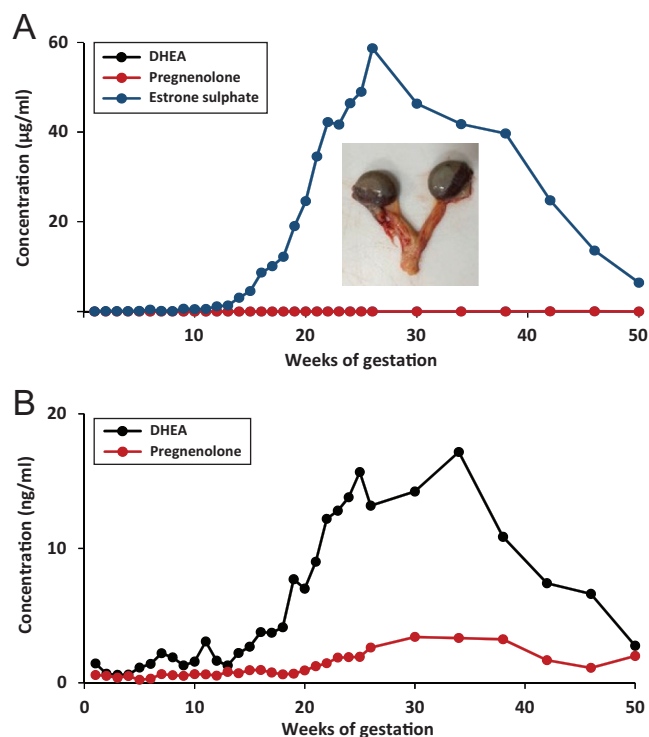 A
60
40
20
DHEA
Pregnenolone
Estrone sulphate
Concentration (µg/ml)
10 20 30 40 50
Weeks of gestation
B
20
10
0
DHEA
Pregnenolone
Concentration (ng/ml)
0 10 20 30 40 50
Weeks of gestation